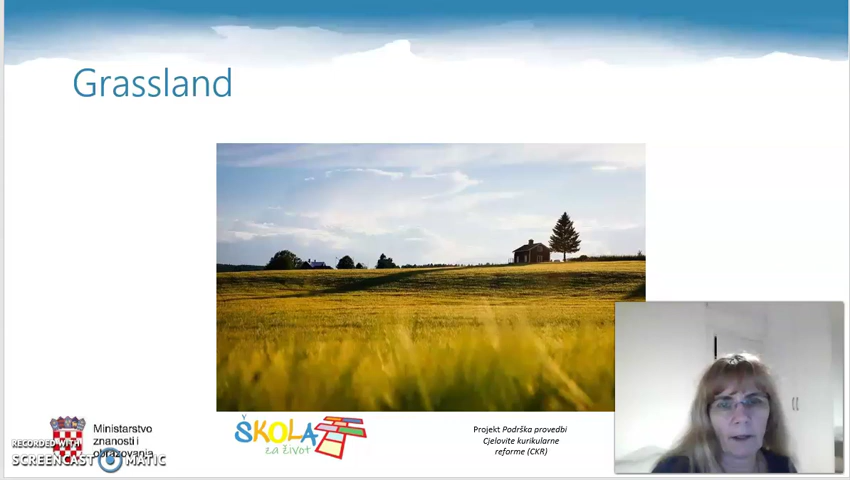 Grassland
Ministarstvo
znanosti i
obrazovanja
RECORDED WITH
SCREENCAST MATIC
ŠKOLA
za život
Projekt Podrška provedbi
Cjelovite kurikularne
reforme (CKR)